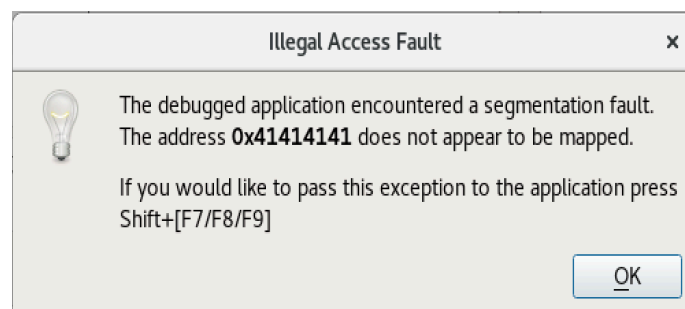 Illegal Access Fault
×
The debugged application encountered a segmentation fault.
The address 0x41414141 does not appear to be mapped.
If you would like to pass this exception to the application press
Shift+[F7/F8/F9]
OK